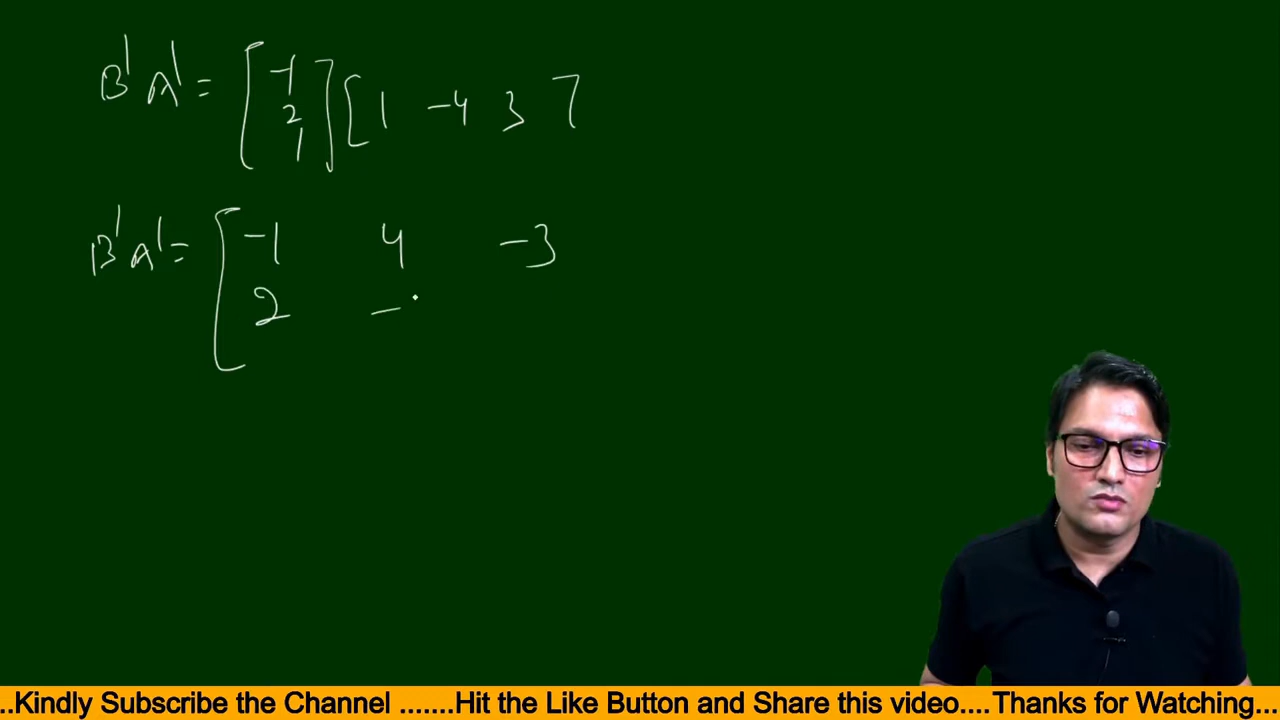 B' A' = [-1 2 1] [1 -4 3]
B' A' = [-1 4 -3
2 -
..Kindly Subscribe the Channel .......Hit the Like Button and Share this video....Thanks for Watching...